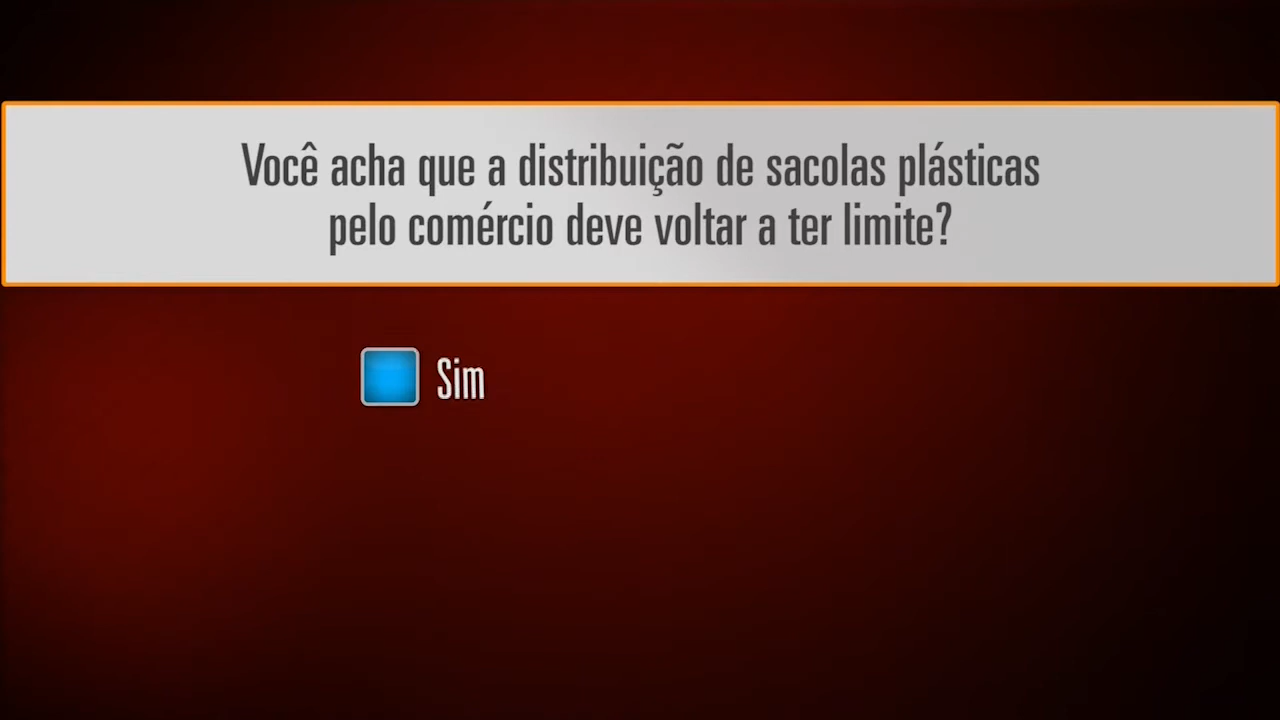 Você acha que a distribuição de sacolas plásticas
pelo comércio deve voltar a ter limite?
Sim